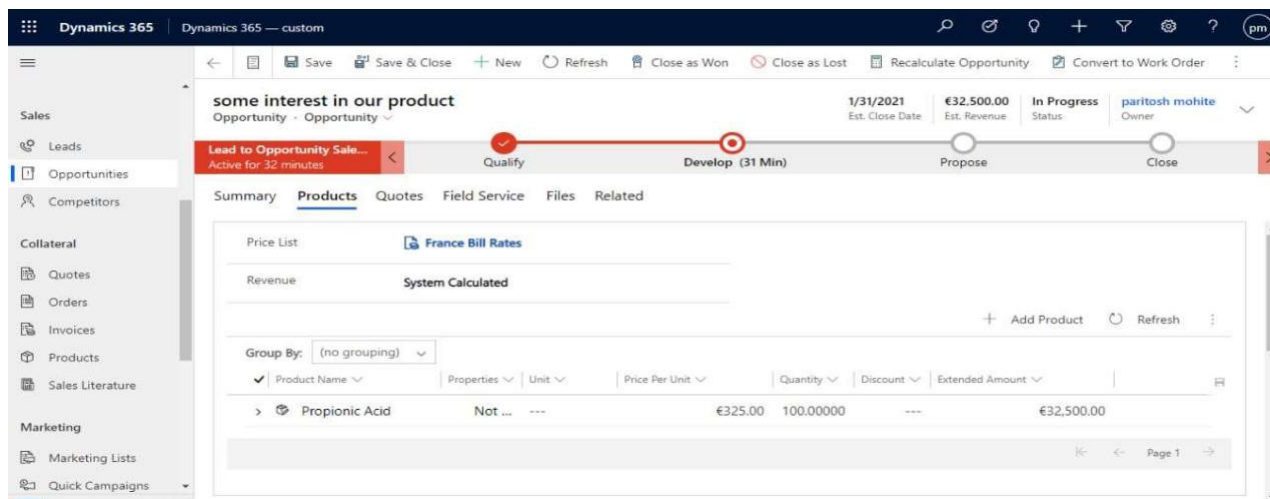 Dynamics 365 Dynamics 365 — custom ? pm
Save Save & Close New Refresh Close as Won Close as Lost Recalculate Opportunity Convert to Work Order
Sales
Leads
Opportunities
Competitors
Collateral
Quotes
Orders
Invoices
Products
Sales Literature
Marketing
Marketing Lists
Quick Campaigns
some interest in our product
Opportunity · Opportunity
1/31/2021 €32,500.00 In Progress paritosh mohite
Est. Close Date Est. Revenue Status Owner
Lead to Opportunity Sale...
Active for 32 minutes
Qualify Develop (31 Min) Propose Close
Summary Products Quotes Field Service Files Related
Price List France Bill Rates
Revenue System Calculated
Add Product Refresh
Group By: (no grouping)
Product Name Properties Unit Price Per Unit Quantity Discount Extended Amount
Propionic Acid Not ... --- €325.00 100.00000 --- €32,500.00
Page 1